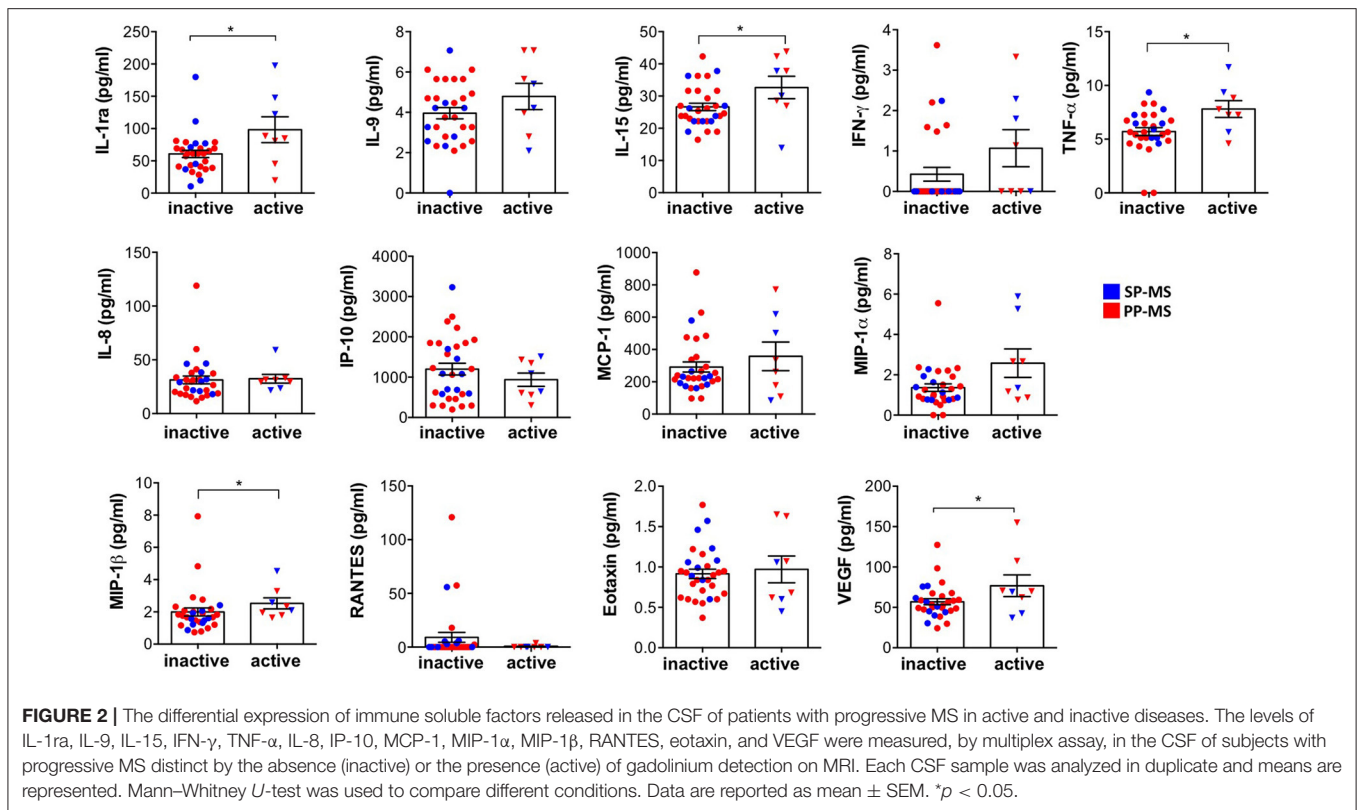 IL-1ra (pg/ml)
250
200
150
100
50
0
*
inactive active
IL-9 (pg/ml)
8
6
4
2
0
inactive active
IL-15 (pg/ml)
50
40
30
20
10
0
*
inactive active
IFN-γ (pg/ml)
4
3
2
1
0
inactive active
TNF-α (pg/ml)
15
10
5
0
*
inactive active
IL-8 (pg/ml)
150
100
50
0
inactive active
IP-10 (pg/ml)
4000
3000
2000
1000
0
inactive active
MCP-1 (pg/ml)
1000
800
600
400
200
0
inactive active
MIP-1α (pg/ml)
8
6
4
2
0
inactive active
SP-MS
PP-MS
MIP-1β (pg/ml)
10
8
6
4
2
0
*
inactive active
RANTES (pg/ml)
150
100
50
0
inactive active
Eotaxin (pg/ml)
2.0
1.5
1.0
0.5
0.0
inactive active
VEGF (pg/ml)
200
150
100
50
0
*
inactive active
FIGURE 2 | The differential expression of immune soluble factors released in the CSF of patients with progressive MS in active and inactive diseases. The levels of
IL-1ra, IL-9, IL-15, IFN-γ, TNF-α, IL-8, IP-10, MCP-1, MIP-1α, MIP-1β, RANTES, eotaxin, and VEGF were measured, by multiplex assay, in the CSF of subjects with
progressive MS distinct by the absence (inactive) or the presence (active) of gadolinium detection on MRI. Each CSF sample was analyzed in duplicate and means are
represented. Mann–Whitney U-test was used to compare different conditions. Data are reported as mean ± SEM. *p < 0.05.